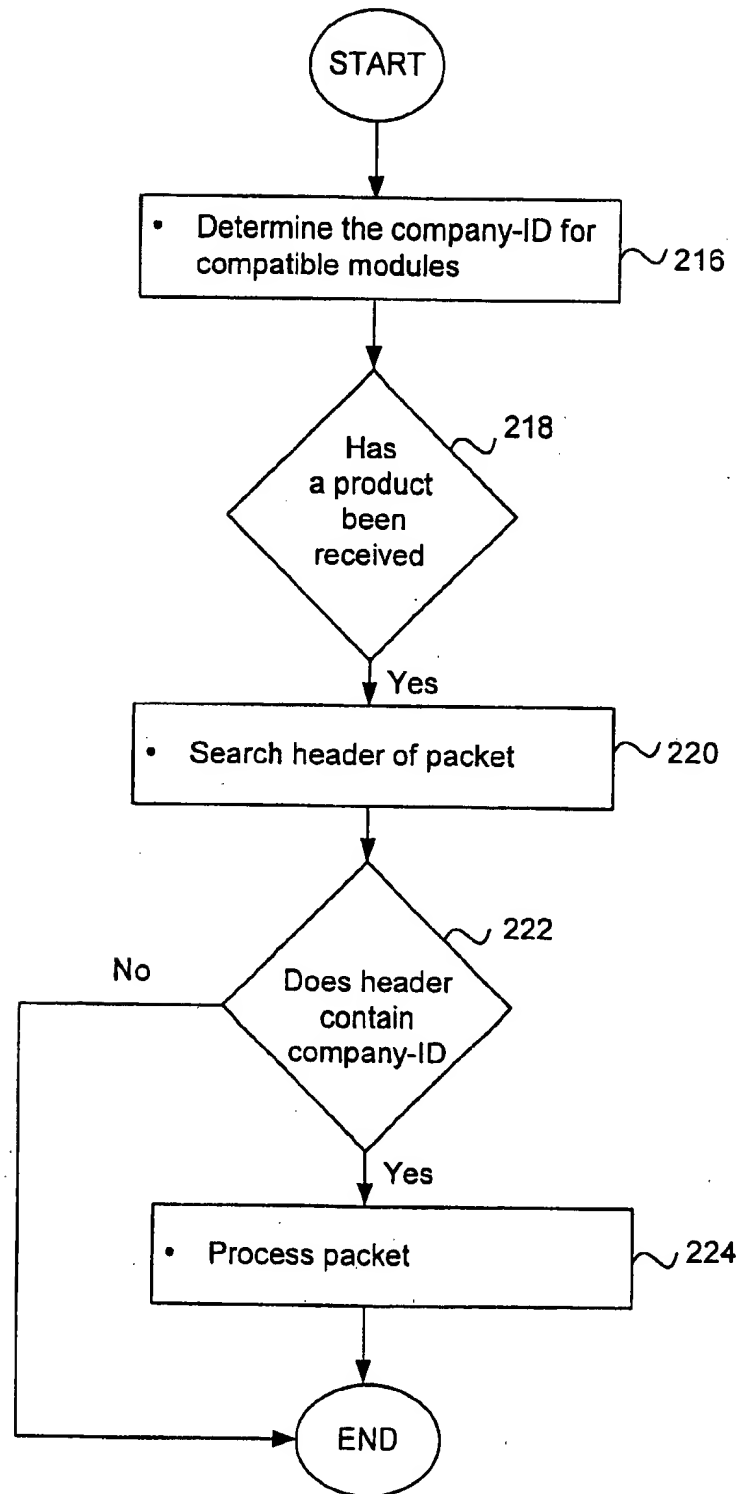 START
• Determine the company-ID for
compatible modules
216
Has
a product
been
received
218
Yes
• Search header of packet
220
222
No
Does header
contain
company-ID
Yes
• Process packet
224
END